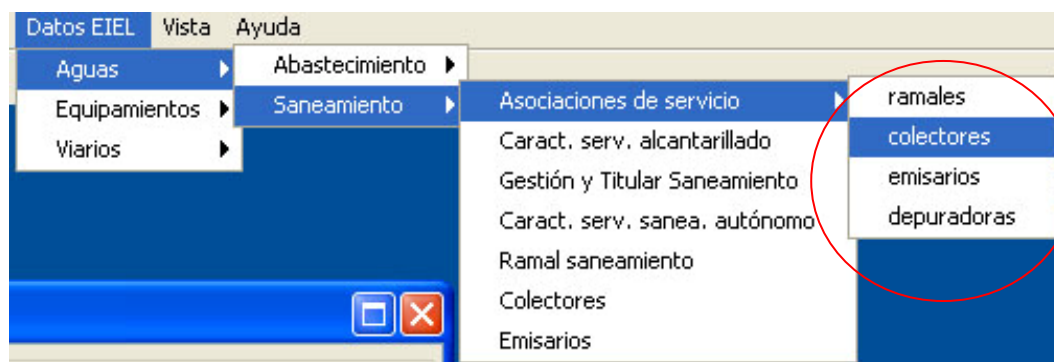 Datos EIEL Vista Ayuda
Aguas
Equipamientos
Viarios
Abastecimiento
Saneamiento
Asociaciones de servicio
Caract. serv. alcantarillado
Gestión y Titular Saneamiento
Caract. serv. sanea. autónomo
Ramal saneamiento
Colectores
Emisarios
ramales
colectores
emisarios
depuradoras